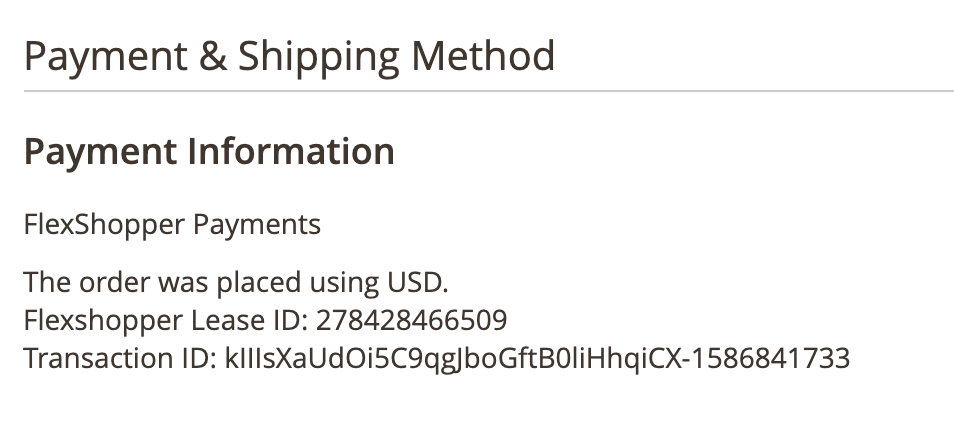 Payment & Shipping Method
Payment Information
FlexShopper Payments
The order was placed using USD.
Flexshopper Lease ID: 278428466509
Transaction ID: klIIsXaUdOi5C9qgJboGftB0liHhqiCX-1586841733